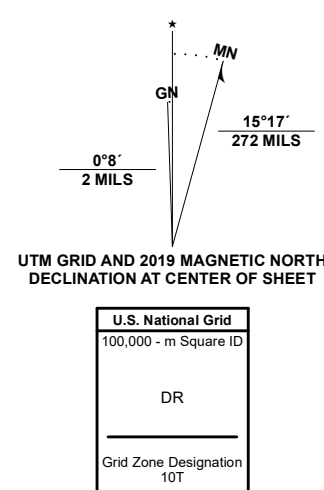 ★
MN
GN
15°17´
272 MILS
0°8´
2 MILS
UTM GRID AND 2019 MAGNETIC NORTH
DECLINATION AT CENTER OF SHEET
U.S. National Grid
100,000 - m Square ID
DR
Grid Zone Designation
10T